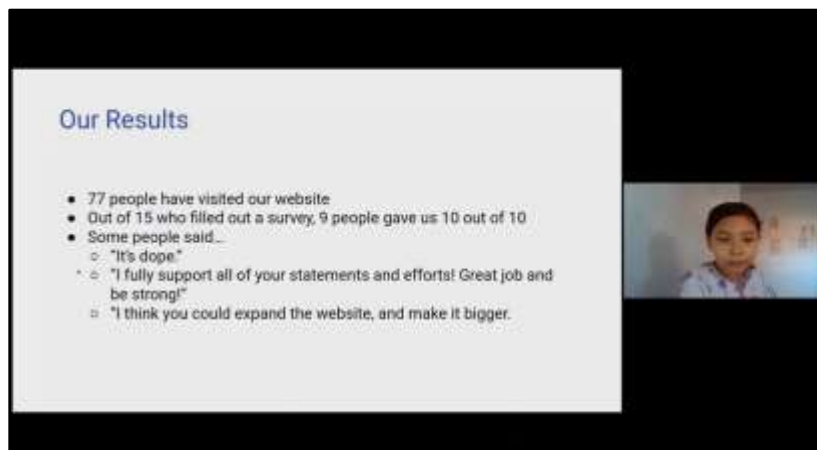 Our Results
● 77 people have visited our website
● Out of 15 who filled out a survey, 9 people gave us 10 out of 10
● Some people said...
○ "It's dope."
○ "I fully support all of your statements and efforts! Great job and
be strong!"
○ "I think you could expand the website, and make it bigger.